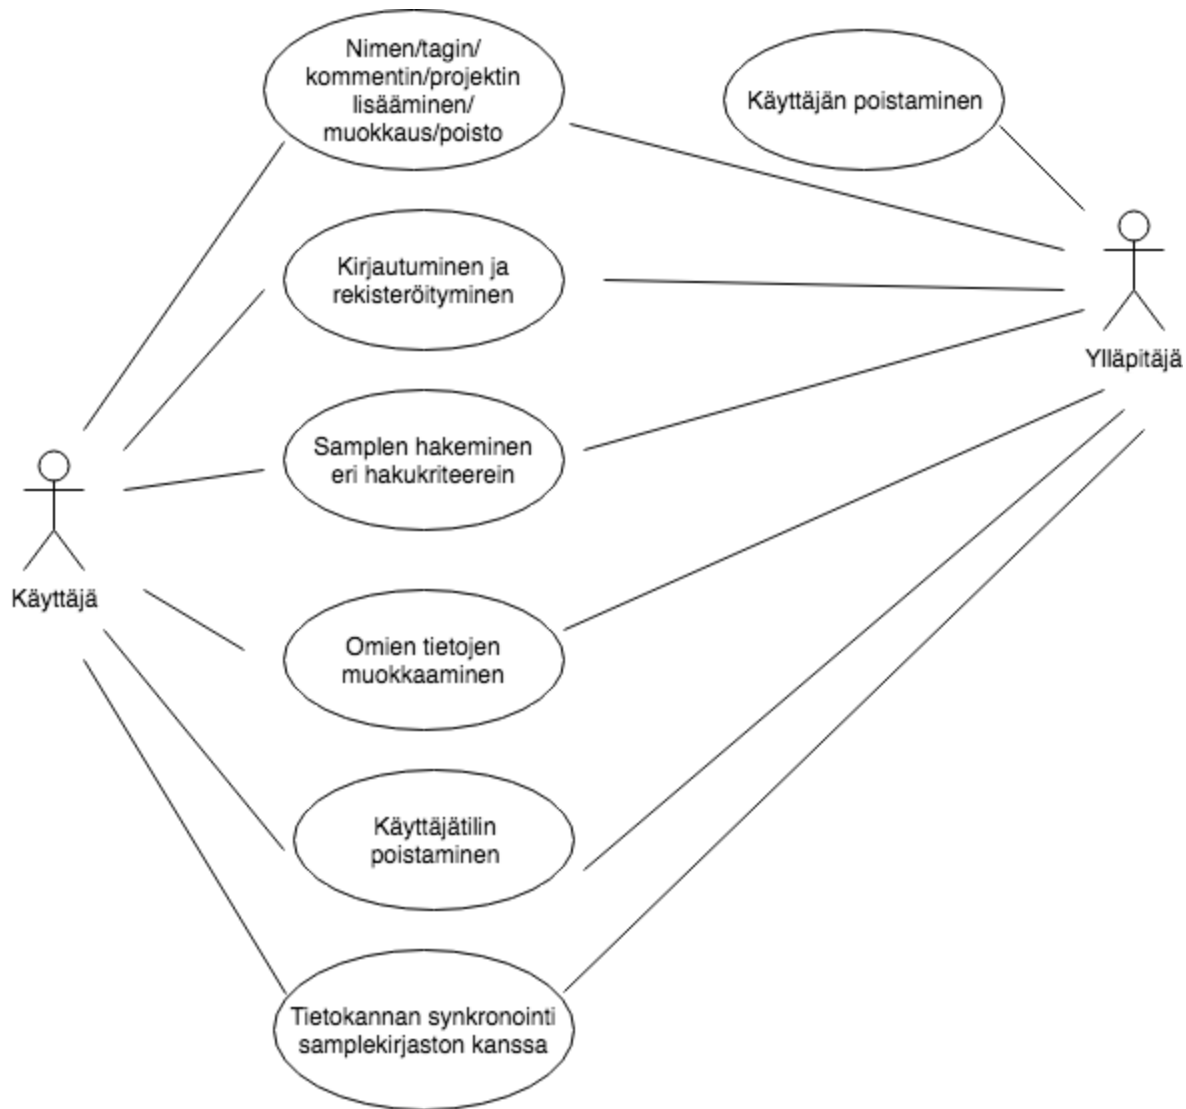 Nimen/tagin/
kommentin/projektin
lisääminen/
muokkaus/poisto
Käyttäjän poistaminen
Kirjautuminen ja
rekisteröityminen
Ylläpitäjä
Samplen hakeminen
eri hakukriteerein
Käyttäjä
Omien tietojen
muokkaaminen
Käyttäjätilin
poistaminen
Tietokannan synkronointi
samplekirjaston kanssa